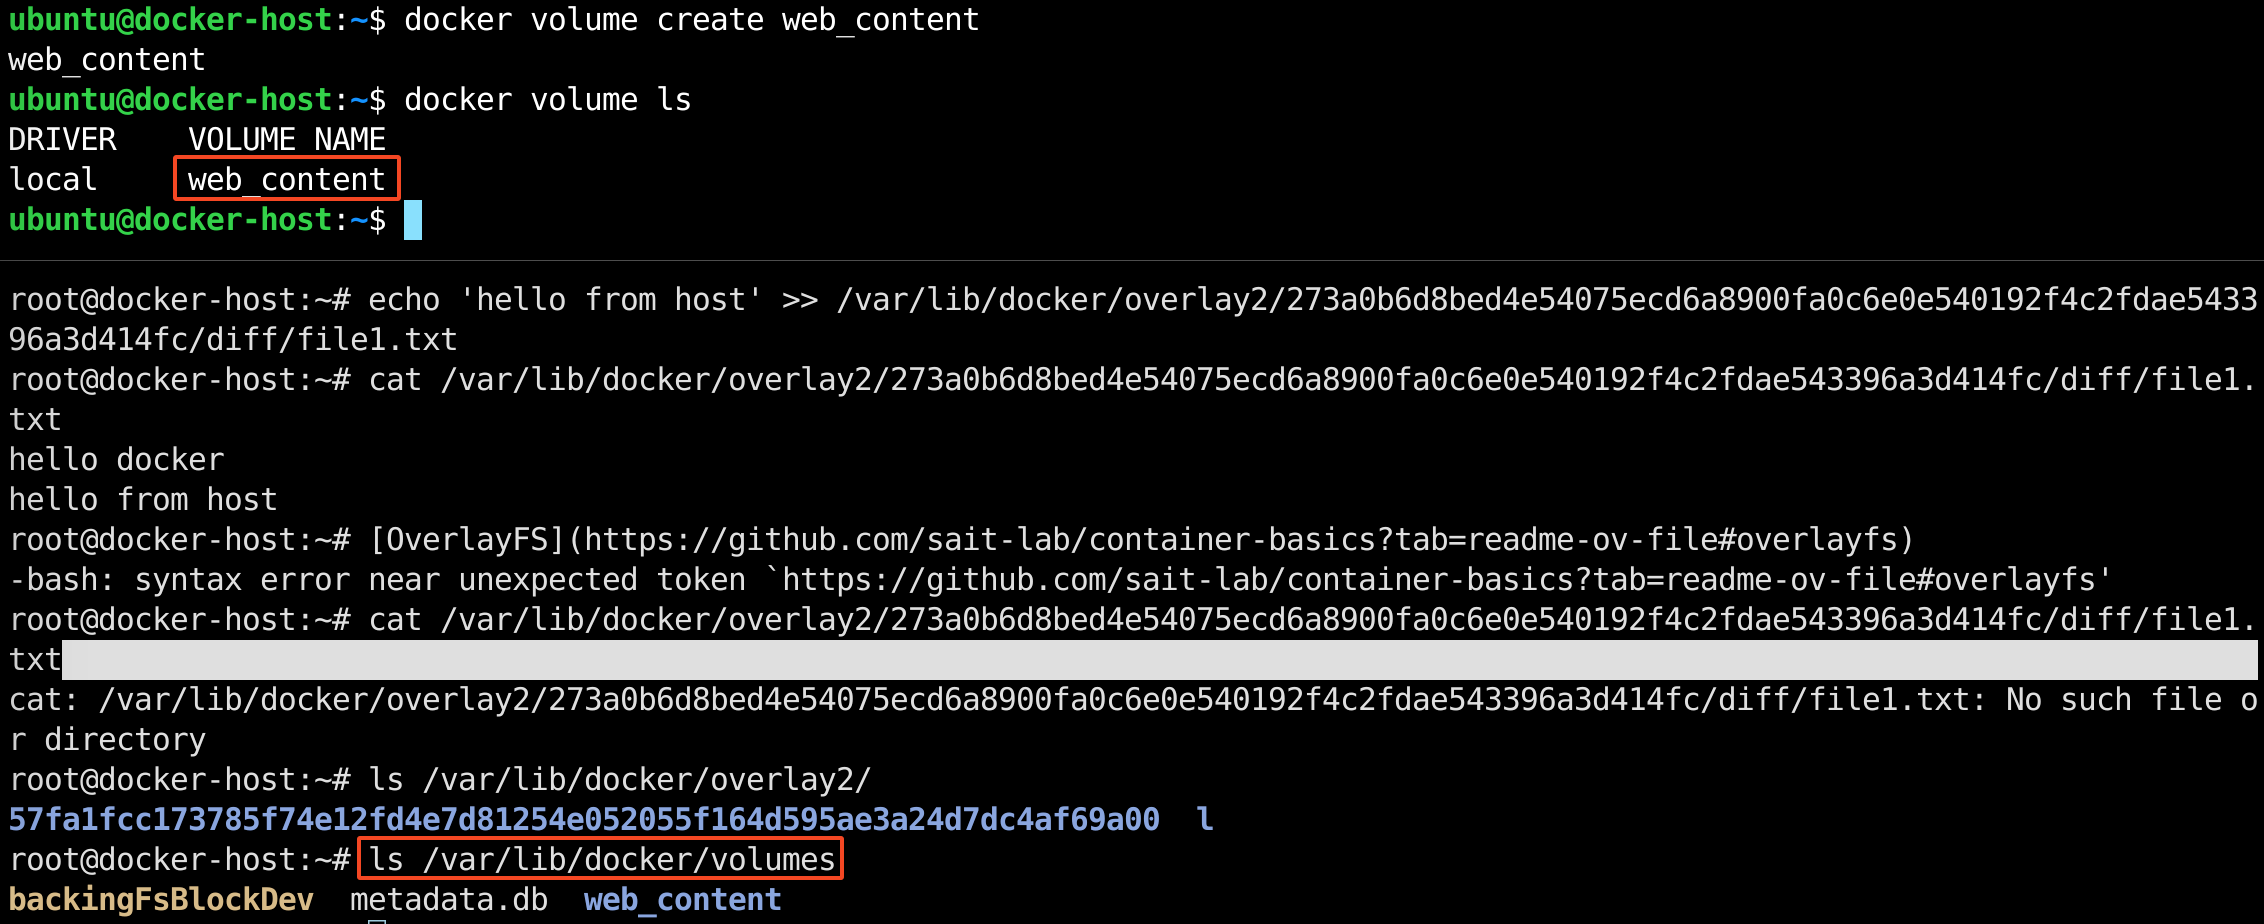 ubuntu@docker-host:~$ docker volume create web_content
web_content
ubuntu@docker-host:~$ docker volume ls
DRIVER    VOLUME NAME
local     web_content
ubuntu@docker-host:~$
root@docker-host:~# echo 'hello from host' >> /var/lib/docker/overlay2/273a0b6d8bed4e54075ecd6a8900fa0c6e0e540192f4c2fdae5433
96a3d414fc/diff/file1.txt
root@docker-host:~# cat /var/lib/docker/overlay2/273a0b6d8bed4e54075ecd6a8900fa0c6e0e540192f4c2fdae543396a3d414fc/diff/file1.
txt
hello docker
hello from host
root@docker-host:~# [OverlayFS](https://github.com/sait-lab/container-basics?tab=readme-ov-file#overlayfs)
-bash: syntax error near unexpected token `https://github.com/sait-lab/container-basics?tab=readme-ov-file#overlayfs'
root@docker-host:~# cat /var/lib/docker/overlay2/273a0b6d8bed4e54075ecd6a8900fa0c6e0e540192f4c2fdae543396a3d414fc/diff/file1.
txt
cat: /var/lib/docker/overlay2/273a0b6d8bed4e54075ecd6a8900fa0c6e0e540192f4c2fdae543396a3d414fc/diff/file1.txt: No such file o
r directory
root@docker-host:~# ls /var/lib/docker/overlay2/
57fa1fcc173785f74e12fd4e7d81254e052055f164d595ae3a24d7dc4af69a00  l
root@docker-host:~# ls /var/lib/docker/volumes
backingFsBlockDev  metadata.db  web_content